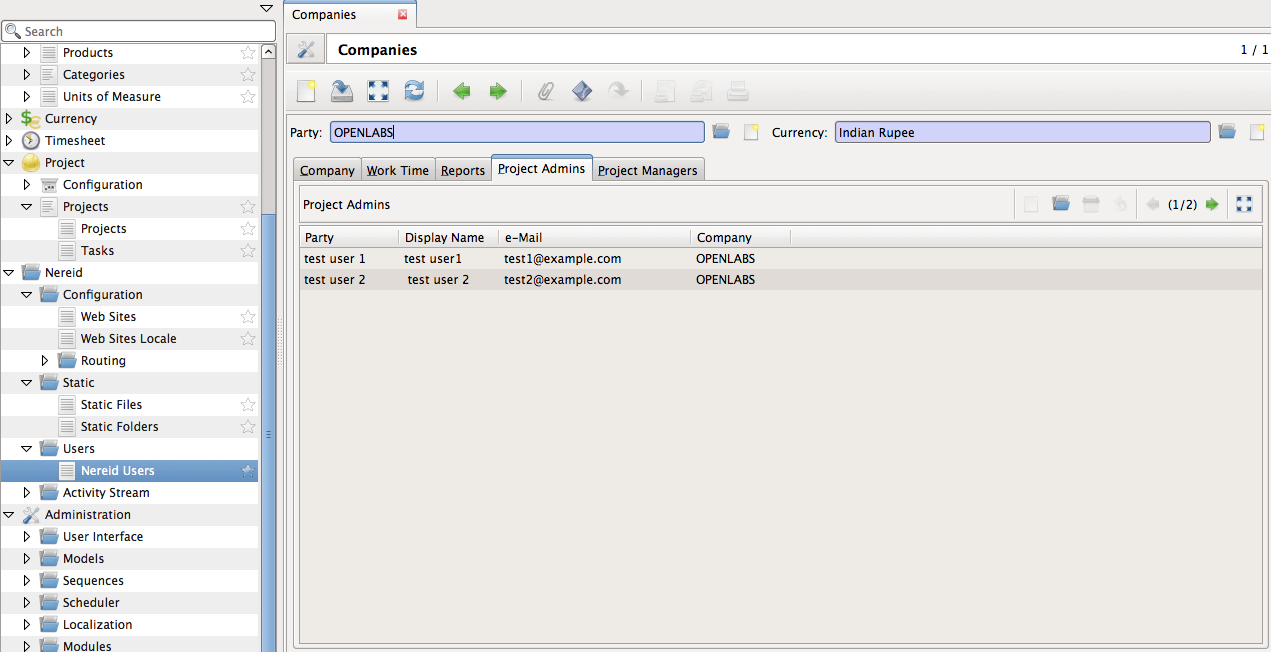 Companies
Search
Products
Categories
Units of Measure
Currency
Timesheet
Project
Configuration
Projects
Projects
Tasks
Nereid
Configuration
Web Sites
Web Sites Locale
Routing
Static
Static Files
Static Folders
Users
Nereid Users
Activity Stream
Administration
User Interface
Models
Sequences
Scheduler
Localization
Modules
Companies 1 / 1
Party: OPENLABS Currency: Indian Rupee
Company Work Time Reports Project Admins Project Managers
Project Admins (1/2)
Party Display Name e-Mail Company
test user 1 test user1 test1@example.com OPENLABS
test user 2 test user 2 test2@example.com OPENLABS